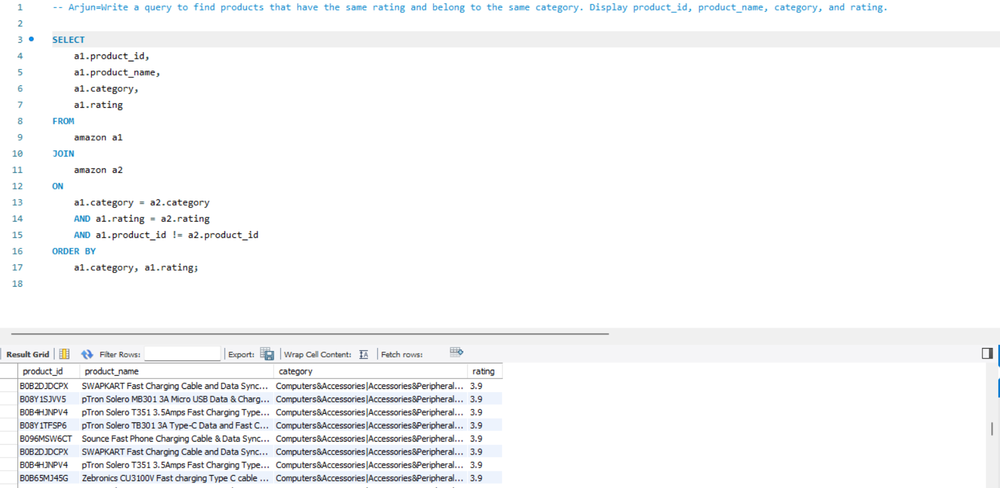 1 -- Arjun=Write a query to find products that have the same rating and belong to the same category. Display product_id, product_name, category, and rating.
2
3 SELECT
4 a1.product_id,
5 a1.product_name,
6 a1.category,
7 a1.rating
8 FROM
9 amazon a1
10 JOIN
11 amazon a2
12 ON
13 a1.category = a2.category
14 AND a1.rating = a2.rating
15 AND a1.product_id != a2.product_id
16 ORDER BY
17 a1.category, a1.rating;
18
Result Grid Filter Rows: Export: Wrap Cell Content: IA Fetch rows:
product_id product_name category rating
B0B2DJDCPX SWAPKART Fast Charging Cable and Data Sync... Computers&Accessories|Accessories&Peripheral... 3.9
B08Y1SJVV5 pTron Solero MB301 3A Micro USB Data & Charg... Computers&Accessories|Accessories&Peripheral... 3.9
B0B4HJNPV4 pTron Solero T351 3.5Amps Fast Charging Type... Computers&Accessories|Accessories&Peripheral... 3.9
B08Y1TFSP6 pTron Solero TB301 3A Type-C Data and Fast C... Computers&Accessories|Accessories&Peripheral... 3.9
B096MSW6CT Sounce Fast Phone Charging Cable & Data Sync... Computers&Accessories|Accessories&Peripheral... 3.9
B0B2DJDCPX SWAPKART Fast Charging Cable and Data Sync... Computers&Accessories|Accessories&Peripheral... 3.9
B0B4HJNPV4 pTron Solero T351 3.5Amps Fast Charging Type... Computers&Accessories|Accessories&Peripheral... 3.9
B0B65MJ45G Zebronics CU3100V Fast charging Type C cable ... Computers&Accessories|Accessories&Peripheral... 3.9